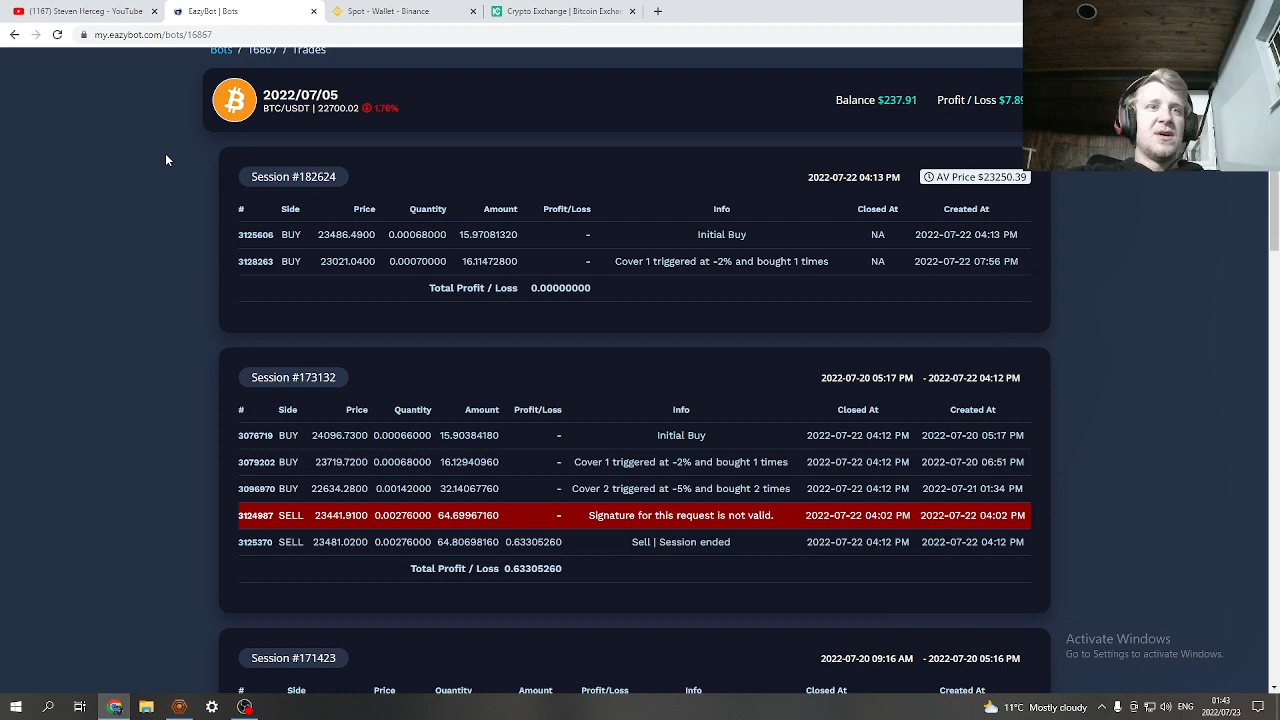 (1167) Steven Herceg - YouTube
EazyBot | Bots
Spot - Wallet - Binance
Crypto Exchange | Bitcoin Exchan
my.eazybot.com/bots/16867
Bots / 16867 / Trades
2022/07/05
BTC/USDT | 22700.02 1.76%
Balance $237.91 Profit / Loss $7.89
Session #182624 2022-07-22 04:13 PM AV Price $23250.39
# Side Price Quantity Amount Profit/Loss Info Closed At Created At
3125606 BUY 23486.4900 0.00068000 15.97081320 - Initial Buy NA 2022-07-22 04:13 PM
3128263 BUY 23021.0400 0.00070000 16.11472800 - Cover 1 triggered at -2% and bought 1 times NA 2022-07-22 07:56 PM
Total Profit / Loss 0.00000000
Session #173132 2022-07-20 05:17 PM - 2022-07-22 04:12 PM
# Side Price Quantity Amount Profit/Loss Info Closed At Created At
3076719 BUY 24096.7300 0.00066000 15.90384180 - Initial Buy 2022-07-22 04:12 PM 2022-07-20 05:17 PM
3079202 BUY 23719.7200 0.00068000 16.12940960 - Cover 1 triggered at -2% and bought 1 times 2022-07-22 04:12 PM 2022-07-20 06:51 PM
3096970 BUY 22634.2800 0.00142000 32.14067760 - Cover 2 triggered at -5% and bought 2 times 2022-07-22 04:12 PM 2022-07-21 01:34 PM
3124987 SELL 23441.9100 0.00276000 64.69967160 - Signature for this request is not valid. 2022-07-22 04:02 PM 2022-07-22 04:02 PM
3125370 SELL 23481.0200 0.00276000 64.80698160 0.63305260 Sell | Session ended 2022-07-22 04:12 PM 2022-07-22 04:12 PM
Total Profit / Loss 0.63305260
Session #171423 2022-07-20 09:16 AM - 2022-07-20 05:16 PM
# Side Price Quantity Amount Profit/Loss Info Closed At Created At
Activate Windows
Go to Settings to activate Windows.
11°C Mostly cloudy ENG 01:43
2022/07/23